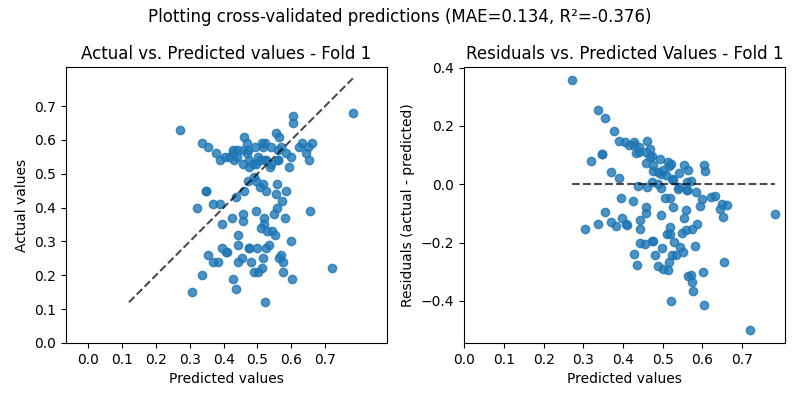 Plotting cross-validated predictions (MAE=0.134, R²=-0.376)
Actual vs. Predicted values - Fold 1
Actual values
0.7
0.6
0.5
0.4
0.3
0.2
0.1
0.0
0.0 0.1 0.2 0.3 0.4 0.5 0.6 0.7
Predicted values
Residuals vs. Predicted Values - Fold 1
Residuals (actual - predicted)
0.4
0.2
0.0
−0.2
−0.4
0.0 0.1 0.2 0.3 0.4 0.5 0.6 0.7
Predicted values